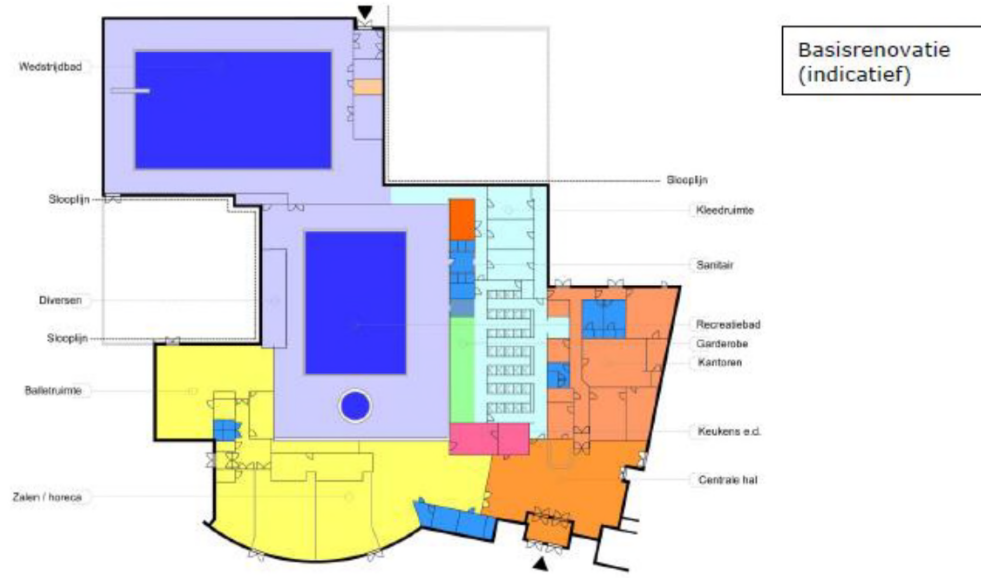 Basisrenovatie
(indicatief)
Wedstrijdbad
Slooplijn
Slooplijn
Kleedruimte
Sanitair
Diversen
Slooplijn
Recreatiebad
Garderobe
Kantoren
Balletruimte
Keukens e.d.
Centrale hal
Zalen / horeca